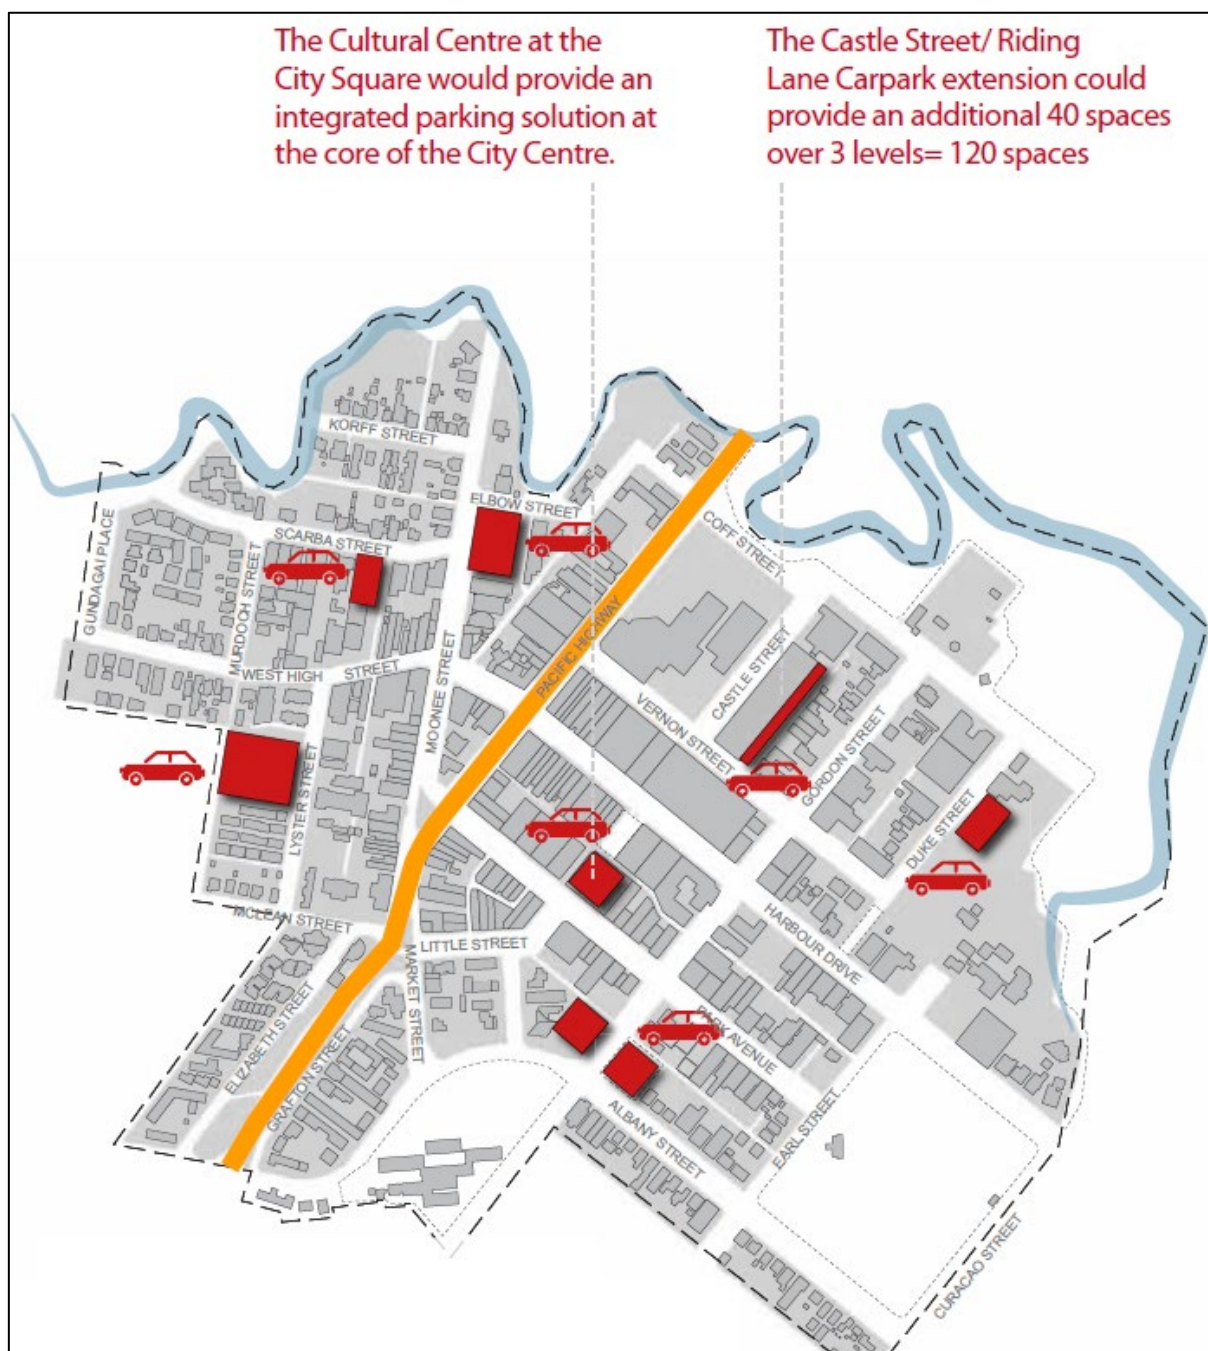 The Cultural Centre at the
City Square would provide an
integrated parking solution at
the core of the City Centre.
The Castle Street/ Riding
Lane Carpark extension could
provide an additional 40 spaces
over 3 levels= 120 spaces
KORFF STREET
ELBOW STREET
SCARBA STREET
GUNDAGAI PLACE
MURDOCH STREET
WEST HIGH STREET
MOONEE STREET
PACIFIC HIGHWAY
COFF STREET
CASTLE STREET
VERNON STREET
GORDON STREET
DUKE STREET
LYSTER STREET
MCLEAN STREET
LITTLE STREET
MARKET STREET
HARBOUR DRIVE
PARK AVENUE
ELIZABETH STREET
GRAFTON STREET
ALBANY STREET
EARL STREET
CURACAO STREET